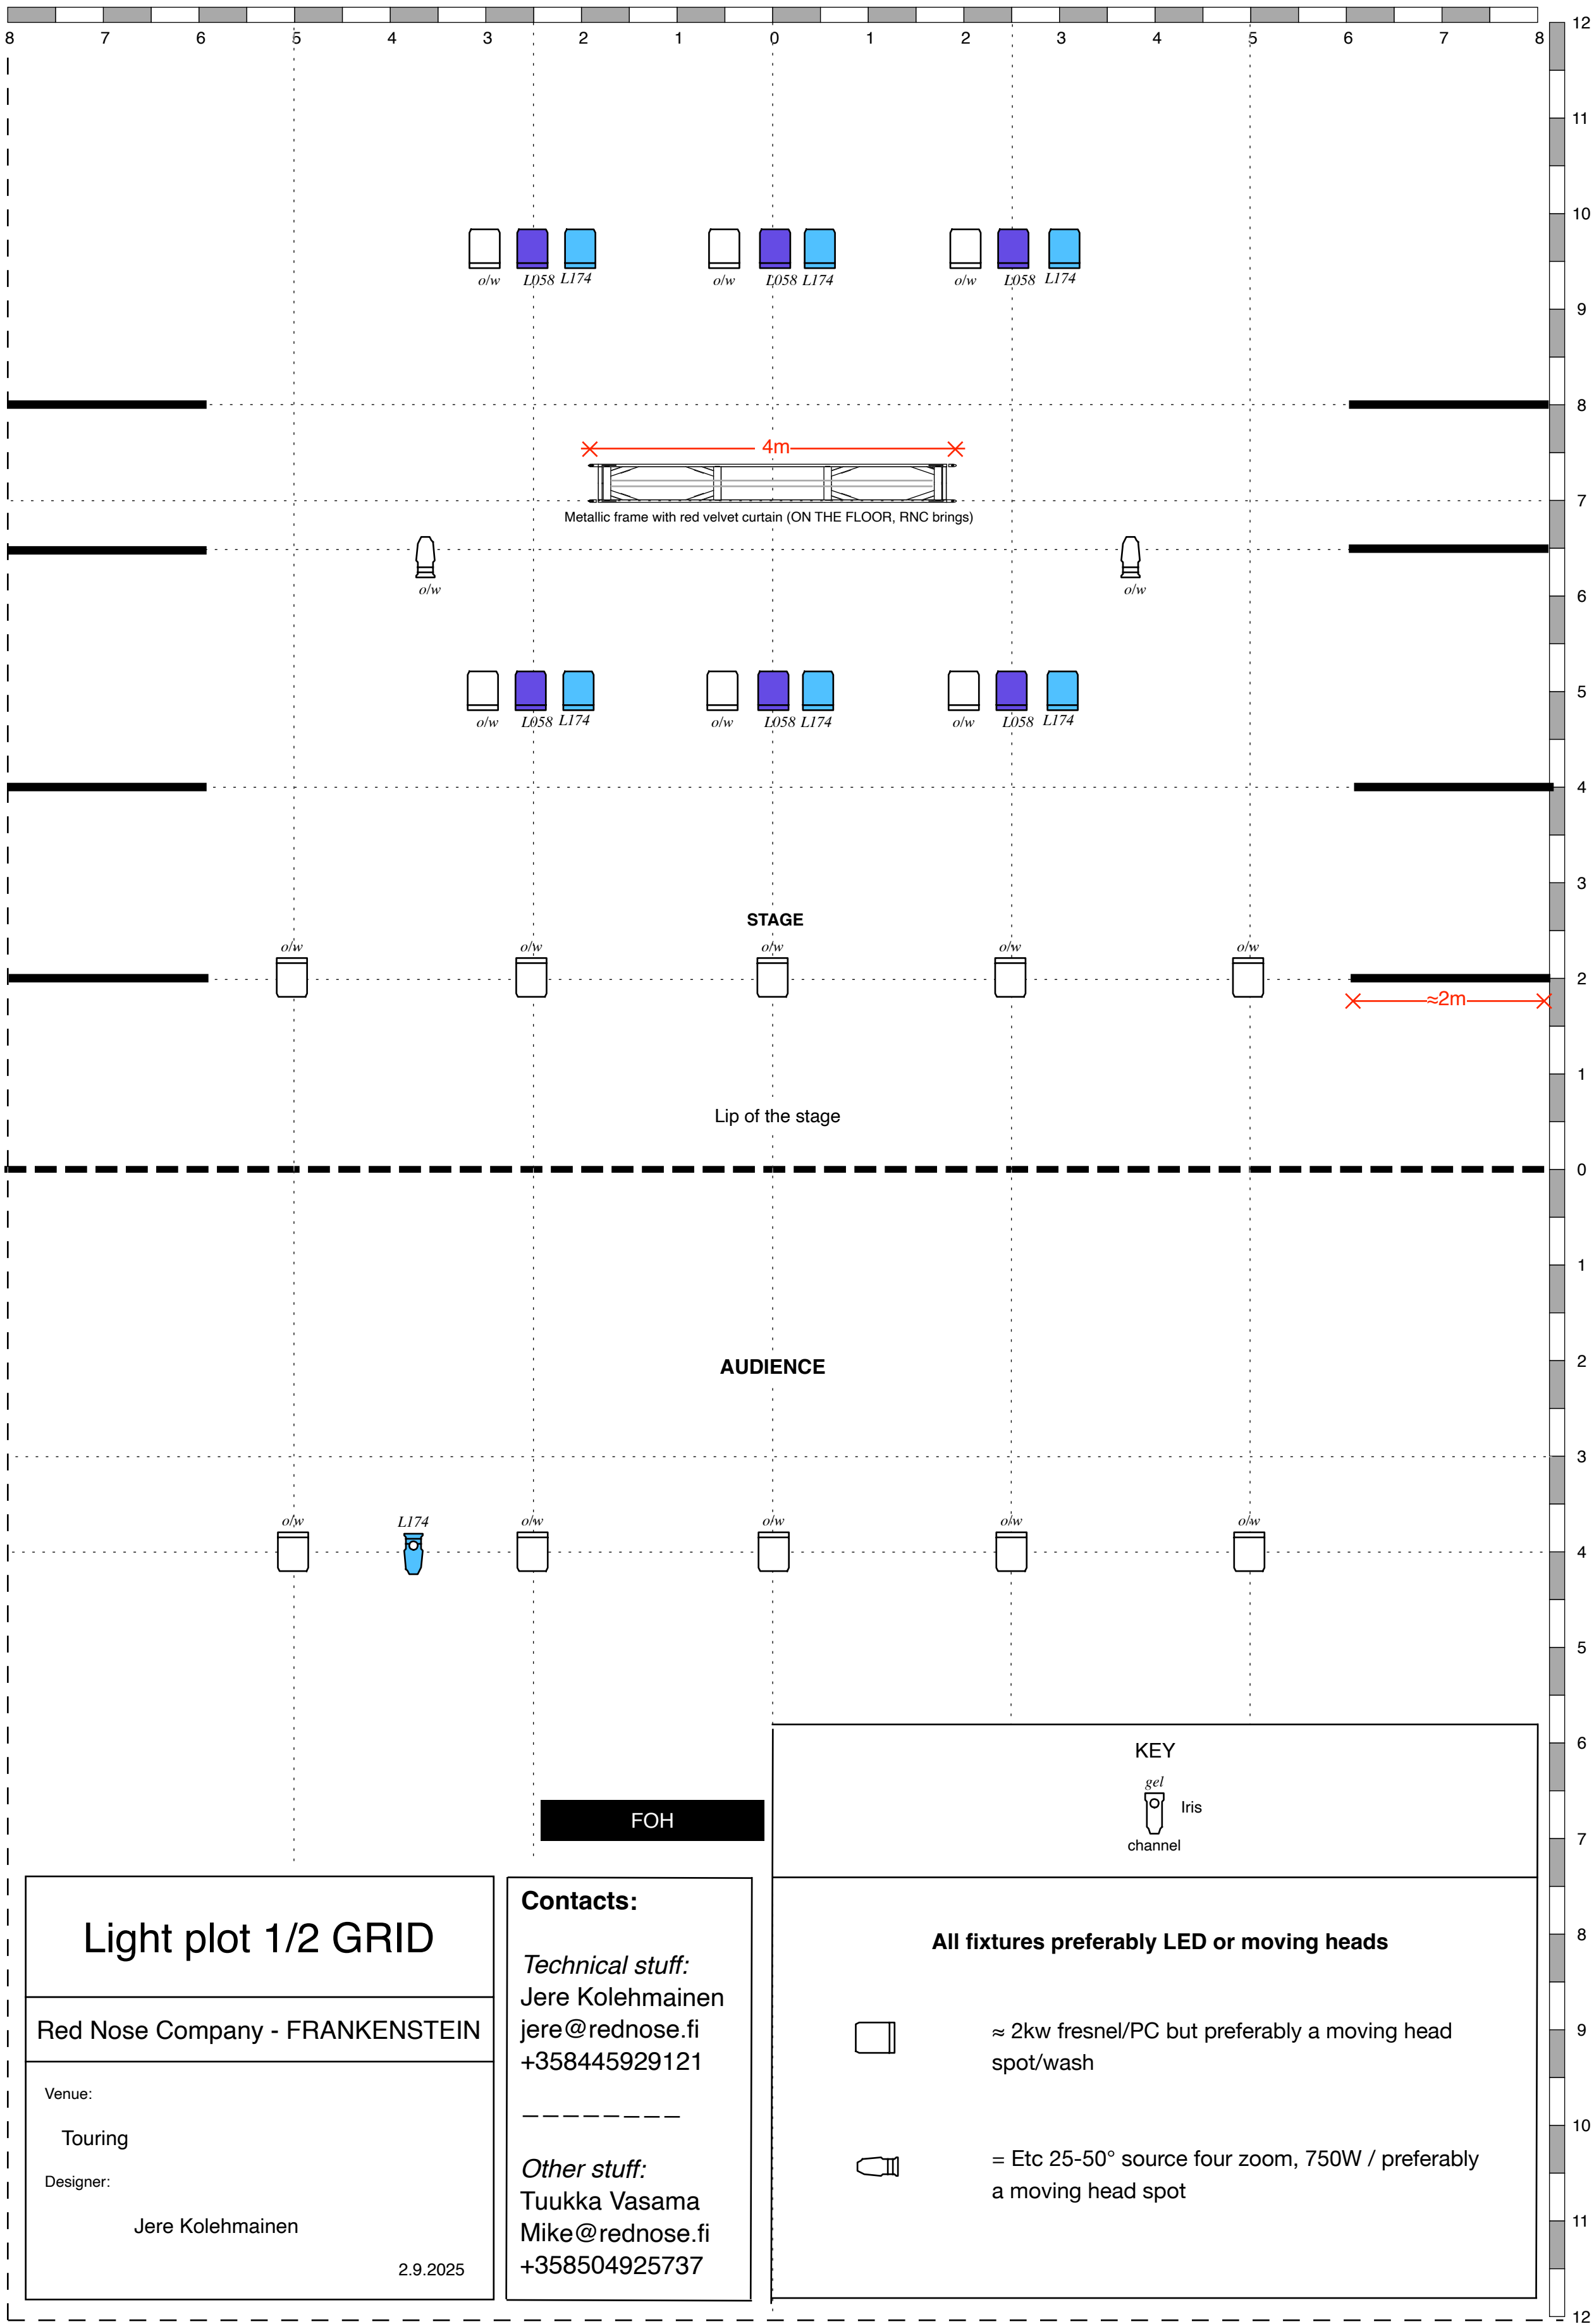 8 7 6 5 4 3 2 1 0 1 2 3 4 5 6 7 8
12
11
10
o/w L058 L174 o/w L058 L174 o/w L058 L174
9
8
4m
7
Metallic frame with red velvet curtain (ON THE FLOOR, RNC brings)
o/w o/w
6
5
o/w L058 L174 o/w L058 L174 o/w L058 L174
4
3
STAGE
o/w o/w o/w o/w o/w
2
≈2m
1
Lip of the stage
0
1
AUDIENCE
2
3
o/w L174 o/w o/w o/w o/w
4
5
6
KEY
gel
Iris
channel
FOH
7
Light plot 1/2 GRID
Red Nose Company - FRANKENSTEIN
Venue:
Touring
Designer:
Jere Kolehmainen
2.9.2025
Contacts:
Technical stuff:
Jere Kolehmainen
jere@rednose.fi
+358445929121
————————
Other stuff:
Tuukka Vasama
Mike@rednose.fi
+358504925737
8
All fixtures preferably LED or moving heads
9
≈ 2kw fresnel/PC but preferably a moving head
spot/wash
10
= Etc 25-50° source four zoom, 750W / preferably
a moving head spot
11
12